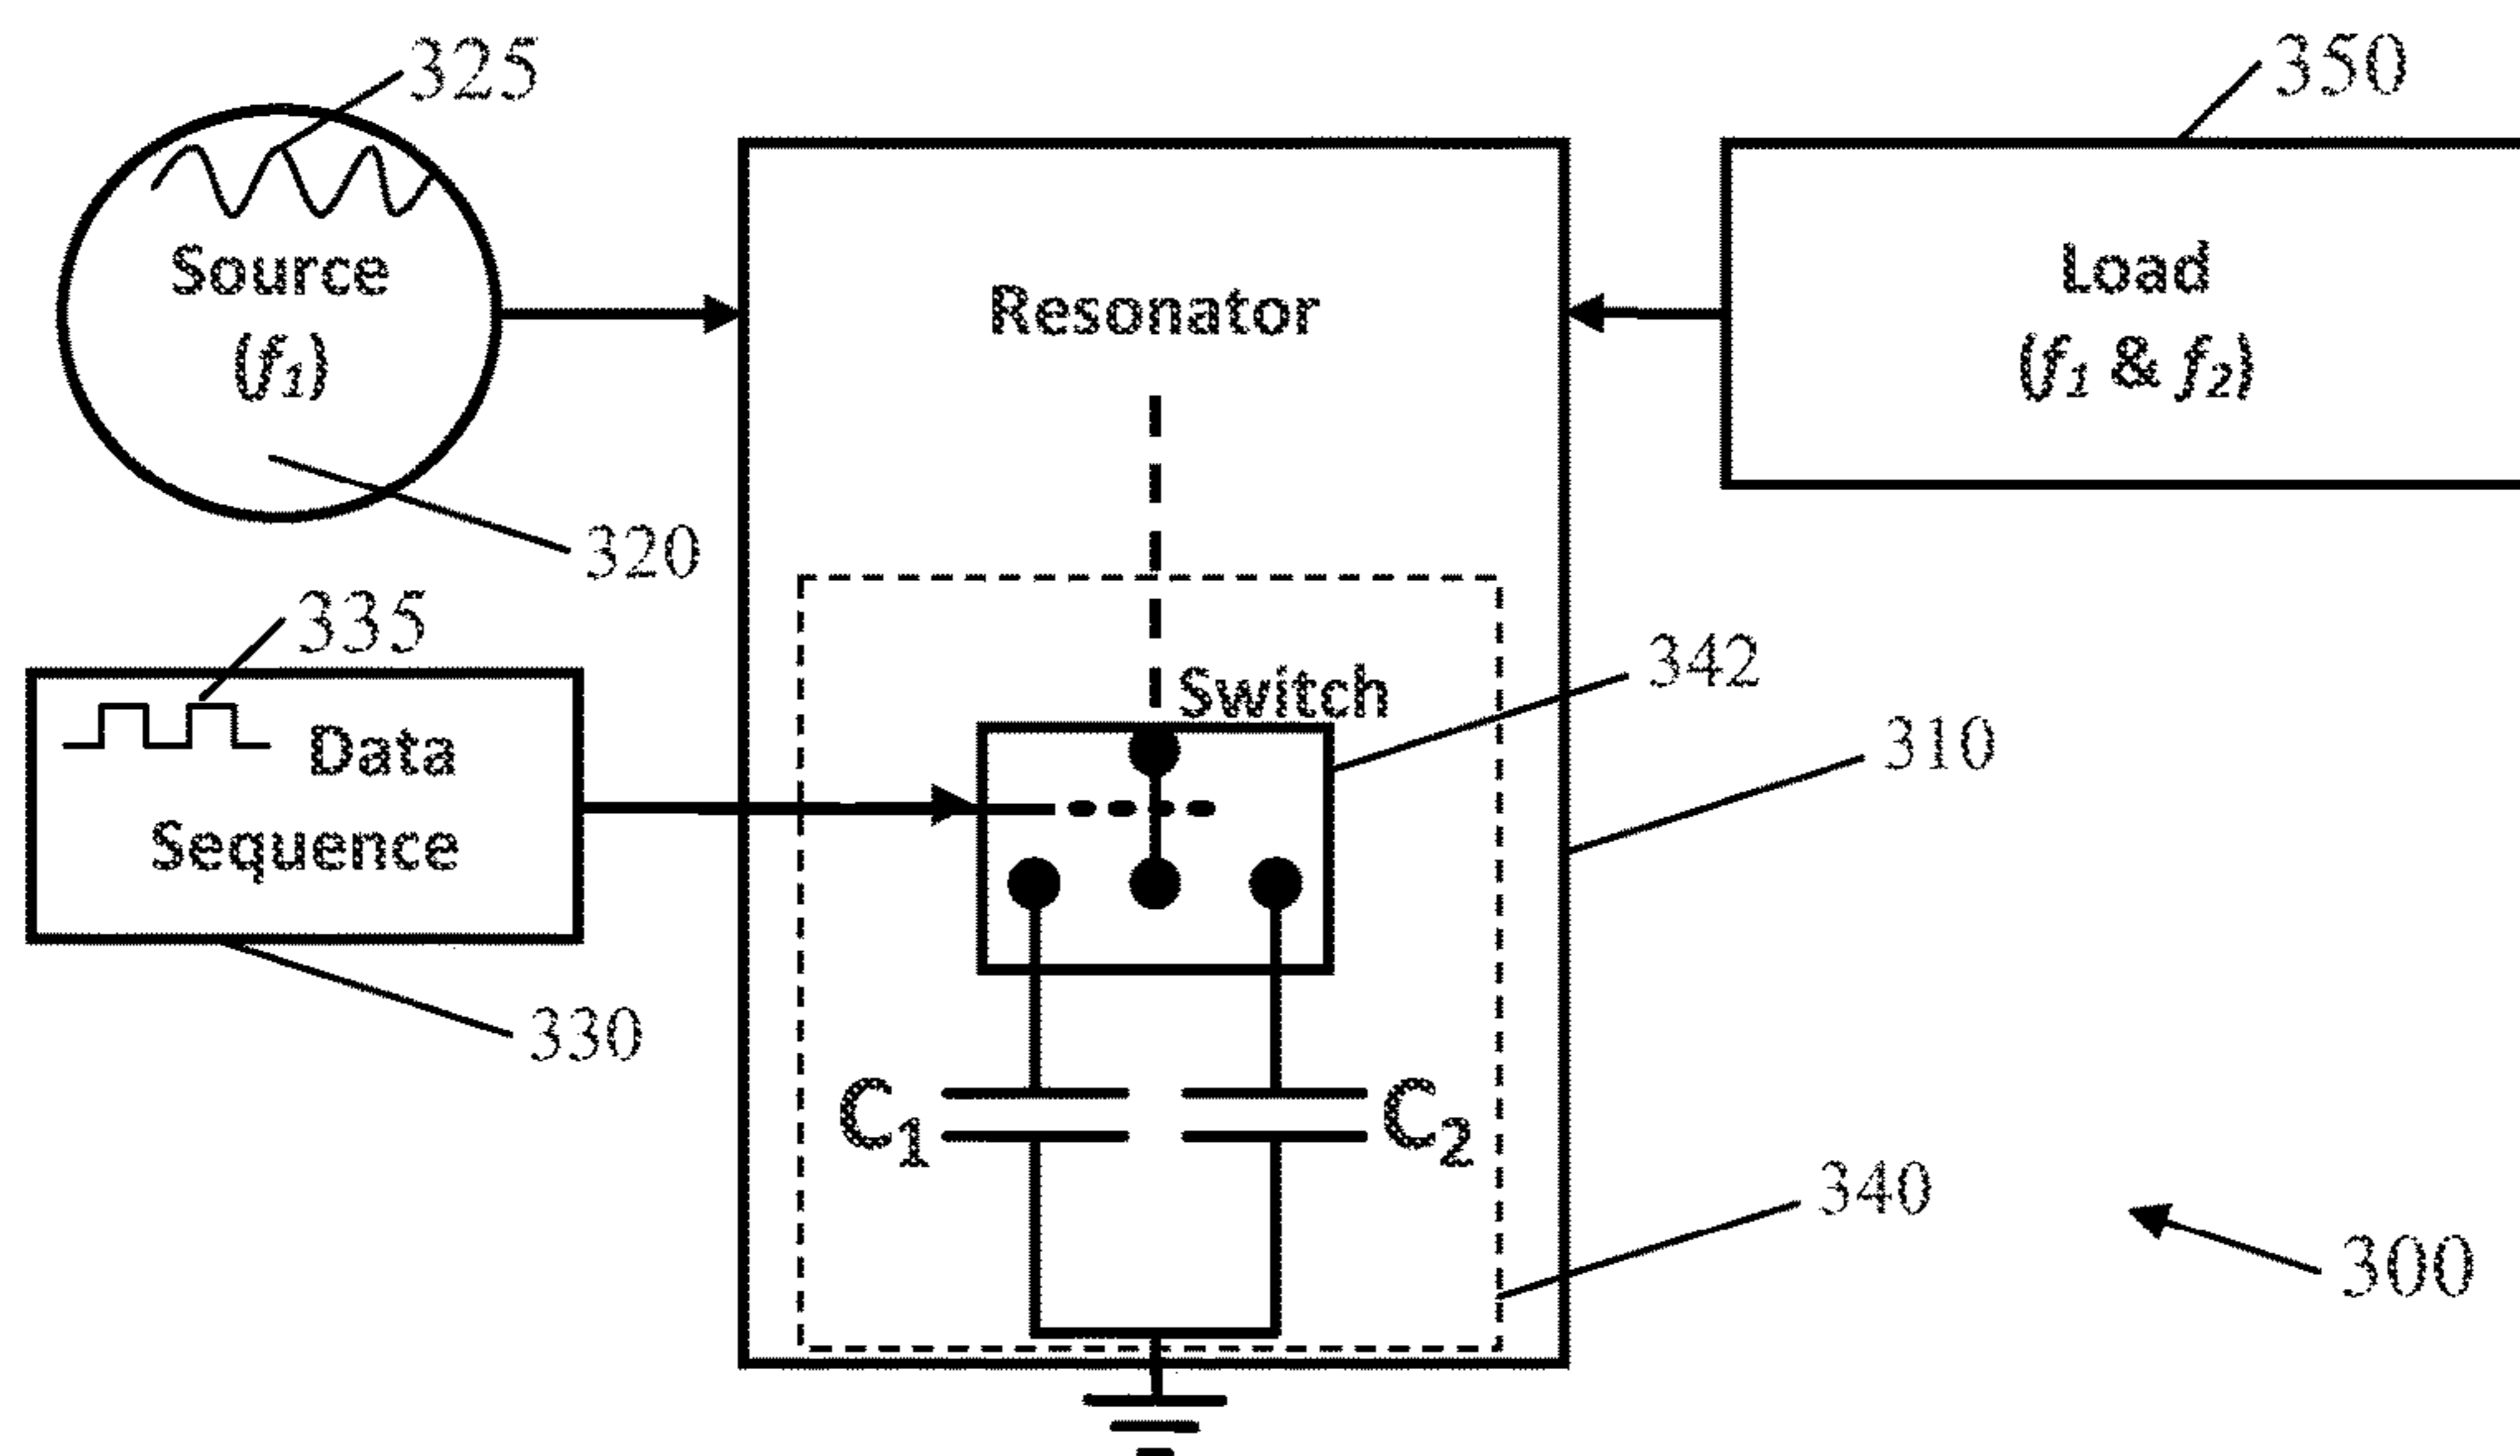 325
Source
(f1)
320
335
Data
Sequence
330
Resonator
Switch
C1
C2
350
Load
(f1 & f2)
342
310
340
300